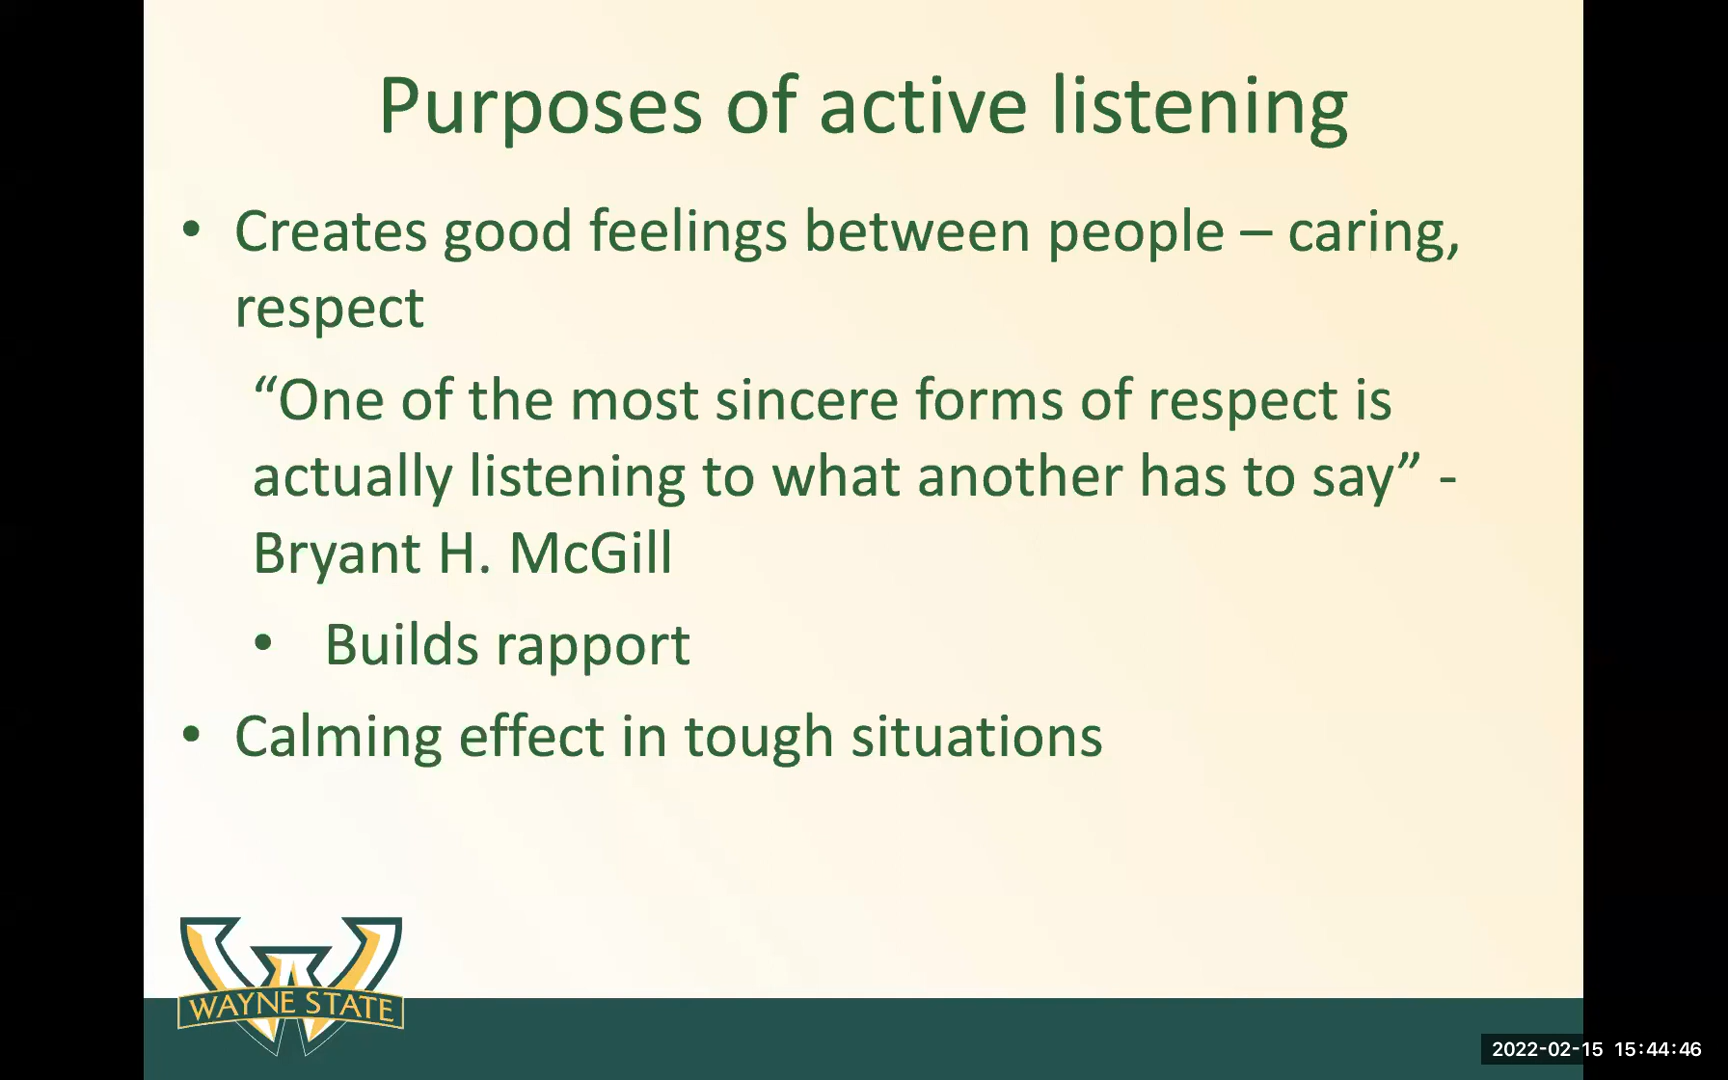 Purposes of active listening
• Creates good feelings between people – caring,
respect
“One of the most sincere forms of respect is
actually listening to what another has to say” -
Bryant H. McGill
• Builds rapport
• Calming effect in tough situations
WAYNE STATE
2022-02-15 15:44:46